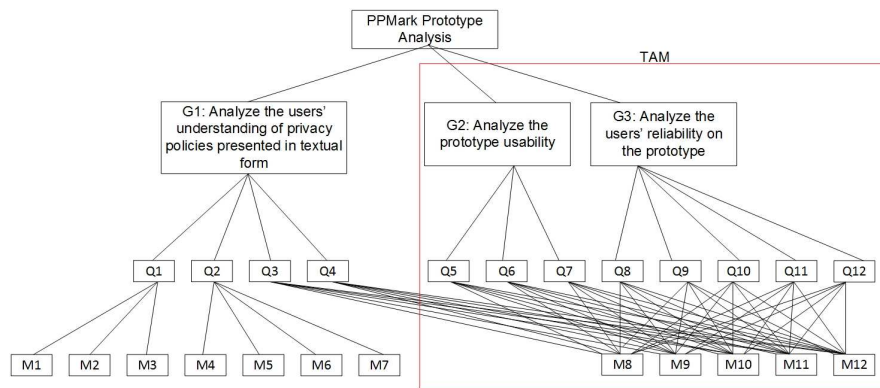 PPMark Prototype
Analysis
TAM
G1: Analyze the users'
understanding of privacy
policies presented in textual
form
G2: Analyze the
prototype usability
G3: Analyze the
users' reliability on
the prototype
Q1 Q2 Q3 Q4 Q5 Q6 Q7 Q8 Q9 Q10 Q11 Q12
M1 M2 M3 M4 M5 M6 M7 M8 M9 M10 M11 M12